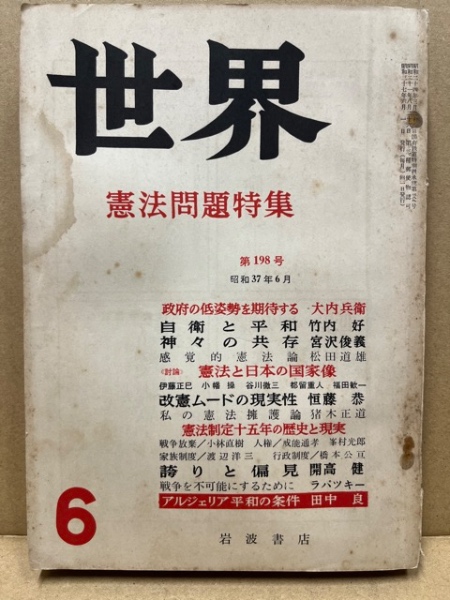 世界
憲法問題特集
第198号
昭和37年6月
政府の低姿勢を期待する 大内兵衛
自衛と平和 竹内 好
神々の共存 宮沢俊義
感覚的憲法論 松田道雄
《討論》 憲法と日本の国家像
伊藤正巳 小幡操 谷川徹三 都留重人 福田歓一
改憲ムードの現実性 恒藤 恭
私の憲法擁護論 猪木正道
憲法制定十五年の歴史と現実
戦争放棄/小林直樹 人権/戒能通孝 峯村光郎
家族制度/渡辺洋三 行政制度/橋本公亘
誇りと偏見 開高 健
戦争を不可能にするために ラパツキー
アルジェリア平和の条件 田中 良
6
岩波書店